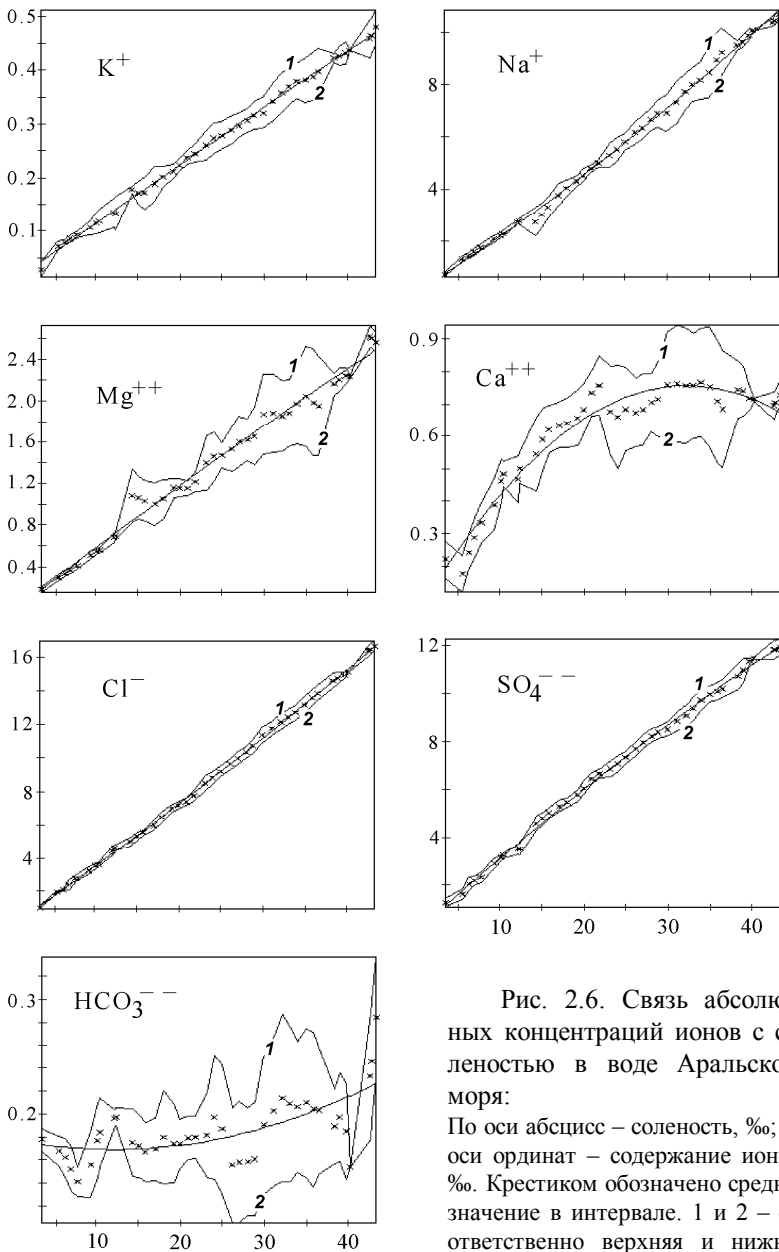 K⁺
0.5
0.4
0.3
0.2
0.1
1
2
Na⁺
8
4
1
2
Mg⁺⁺
2.4
2.0
1.6
1.2
0.8
0.4
1
2
Ca⁺⁺
0.9
0.6
0.3
1
2
Cl⁻
16
12
8
4
1
2
SO₄⁻⁻
12
8
4
1
2
10 20 30 40
HCO₃⁻⁻
0.3
0.2
1
2
10 20 30 40
Рис. 2.6. Связь абсолю
ных концентраций ионов с с
леностью в воде Аральско
моря:
По оси абсцисс – соленость, ‰;
оси ординат – содержание ион
‰. Крестиком обозначено средн
значение в интервале. 1 и 2 –
ответственно верхняя и нижн